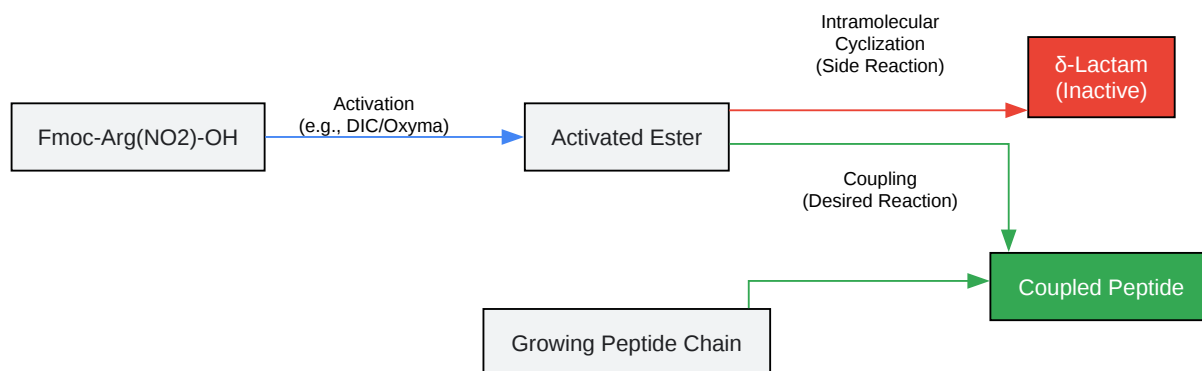 Intramolecular
Cyclization
(Side Reaction)
δ-Lactam
(Inactive)
Activation
(e.g., DIC/Oxyma)
Fmoc-Arg(NO2)-OH
Activated Ester
Coupling
(Desired Reaction)
Coupled Peptide
Growing Peptide Chain